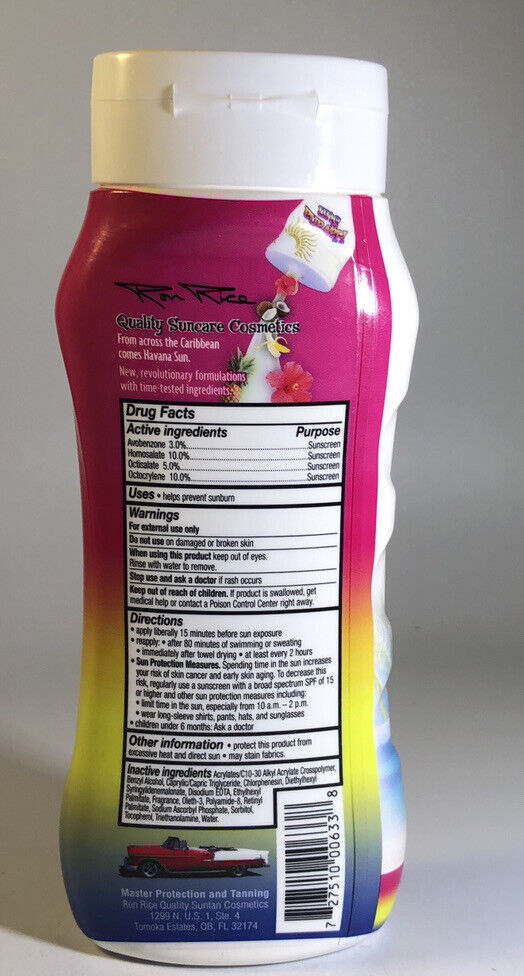 Ron Rice
Quality Suncare Cosmetics
From across the Caribbean
comes Havana Sun.
New, revolutionary formulations
with time-tested ingredients.
Drug Facts
Active ingredients Purpose
Avobenzone 3.0% Sunscreen
Homosalate 10.0% Sunscreen
Octisalate 5.0% Sunscreen
Octocrylene 10.0% Sunscreen
Uses • helps prevent sunburn
Warnings
For external use only
Do not use on damaged or broken skin
When using this product keep out of eyes.
Rinse with water to remove.
Stop use and ask a doctor if rash occurs
Keep out of reach of children. If product is swallowed, get
medical help or contact a Poison Control Center right away.
Directions
• apply liberally 15 minutes before sun exposure
• reapply: • after 80 minutes of swimming or sweating
• immediately after towel drying • at least every 2 hours
• Sun Protection Measures. Spending time in the sun increases
your risk of skin cancer and early skin aging. To decrease this
risk, regularly use a sunscreen with a broad spectrum SPF of 15
or higher and other sun protection measures including:
• limit time in the sun, especially from 10 a.m. – 2 p.m.
• wear long-sleeve shirts, pants, hats, and sunglasses
• children under 6 months: Ask a doctor
Other information • protect this product from
excessive heat and direct sun • may stain fabrics.
Inactive ingredients Acrylates/C10-30 Alkyl Acrylate Crosspolymer,
Benzyl Alcohol, Caprylic/Capric Triglyceride, Chlorphenesin, Diethylhexyl
Syringylidenemalonate, Disodium EDTA, Ethylhexyl
Palmitate, Fragrance, Oleth-3, Polyamide-8, Retinyl
Palmitate, Sodium Ascorbyl Phosphate, Sorbitol,
Tocopherol, Triethanolamine, Water.
7 27510 00633 8
Master Protection and Tanning
Ron Rice Quality Suntan Cosmetics
1299 N. U.S. 1, Ste. 4
Tomoka Estates, OB, FL 32174